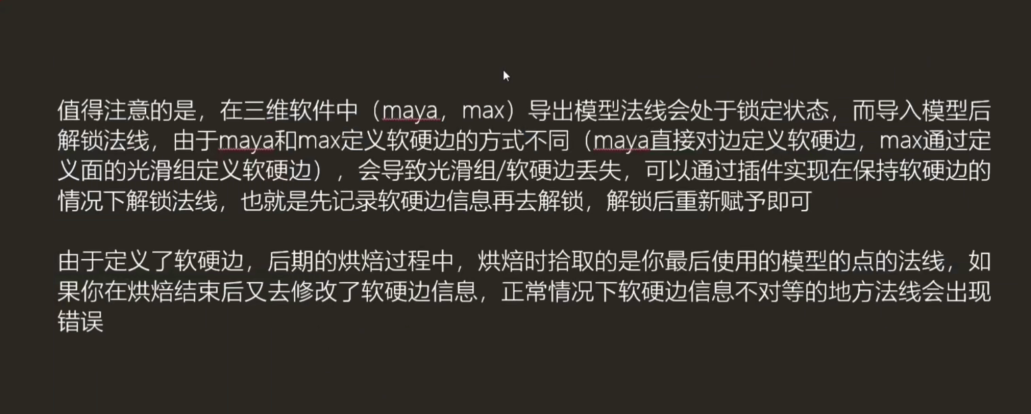 值得注意的是，在三维软件中（maya，max）导出模型法线会处于锁定状态，而导入模型后
解锁法线，由于maya和max定义软硬边的方式不同（maya直接对边定义软硬边，max通过定
义面的光滑组定义软硬边），会导致光滑组/软硬边丢失，可以通过插件实现在保持软硬边的
情况下解锁法线，也就是先记录软硬边信息再去解锁，解锁后重新赋予即可
由于定义了软硬边，后期的烘焙过程中，烘焙时拾取的是你最后使用的模型的点的法线，如
果你在烘焙结束后又去修改了软硬边信息，正常情况下软硬边信息不对等的地方法线会出现
错误